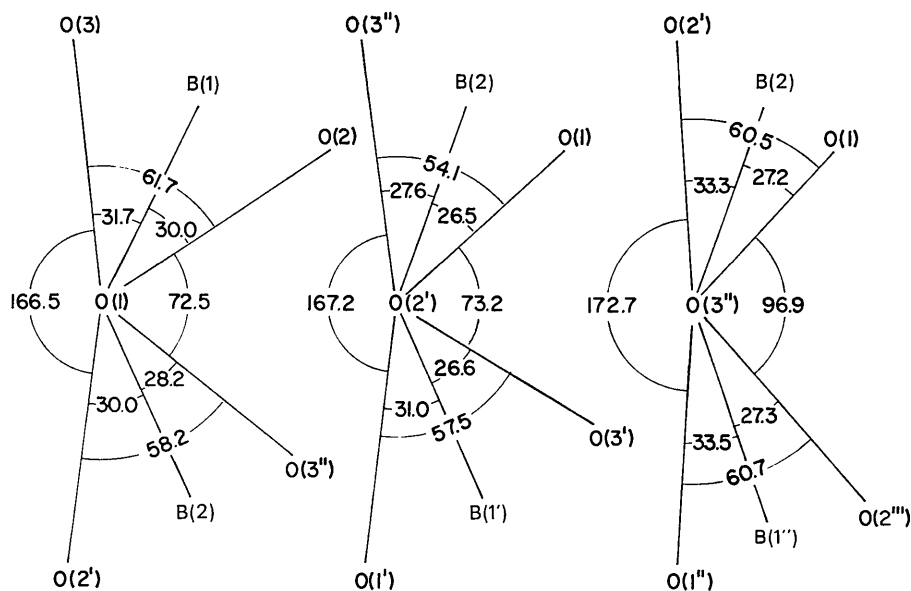 O(3)
B(1)
O(2)
61.7
31.7
30.0
166.5
O(1)
72.5
28.2
30.0
58.2
O(3'')
B(2)
O(2')
O(3'')
B(2)
O(1)
54.1
27.6
26.5
167.2
O(2')
73.2
26.6
31.0
57.5
O(3')
B(1')
O(1')
O(2')
B(2)
O(1)
60.5
33.3
27.2
172.7
O(3'')
96.9
27.3
33.5
60.7
O(2''')
B(1'')
O(1'')